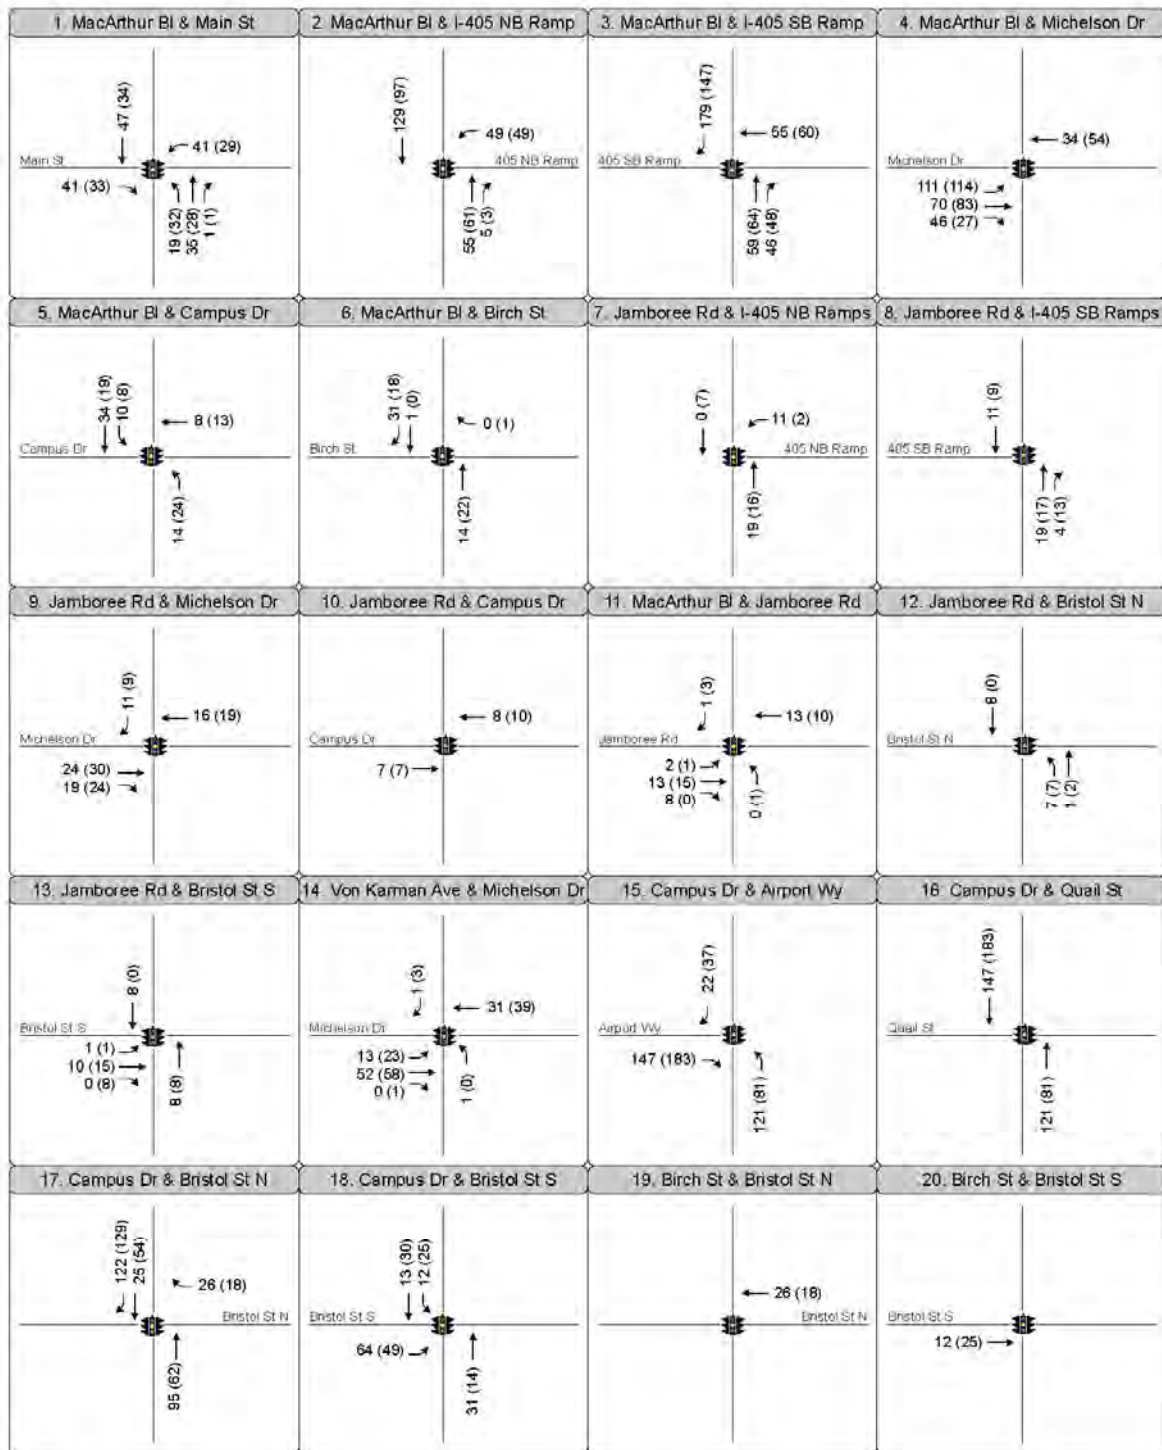 1. MacArthur Bl & Main St
47 (34)
41 (29)
Main St
41 (33)
19 (32)
35 (28)
1 (1)
2. MacArthur Bl & I-405 NB Ramp
129 (97)
49 (49)
405 NB Ramp
55 (61)
5 (3)
3. MacArthur Bl & I-405 SB Ramp
179 (147)
55 (60)
405 SB Ramp
59 (64)
46 (48)
4. MacArthur Bl & Michelson Dr
34 (54)
Michelson Dr
111 (114)
70 (83)
46 (27)
5. MacArthur Bl & Campus Dr
34 (19)
10 (8)
8 (13)
Campus Dr
14 (24)
6. MacArthur Bl & Birch St
31 (18)
1 (0)
0 (1)
Birch St
14 (22)
7. Jamboree Rd & I-405 NB Ramps
0 (7)
11 (2)
405 NB Ramp
19 (16)
8. Jamboree Rd & I-405 SB Ramps
11 (9)
405 SB Ramp
19 (17)
4 (13)
9. Jamboree Rd & Michelson Dr
11 (9)
16 (19)
Michelson Dr
24 (30)
19 (24)
10. Jamboree Rd & Campus Dr
8 (10)
Campus Dr
7 (7)
11. MacArthur Bl & Jamboree Rd
1 (3)
13 (10)
Jamboree Rd
2 (1)
13 (15)
8 (0)
0 (1)
12. Jamboree Rd & Bristol St N
8 (0)
Bristol St N
7 (7)
1 (2)
13. Jamboree Rd & Bristol St S
8 (0)
Bristol St S
1 (1)
10 (15)
0 (8)
8 (8)
14. Von Karman Ave & Michelson Dr
1 (3)
31 (39)
Michelson Dr
13 (23)
52 (58)
0 (1)
1 (0)
15. Campus Dr & Airport Wy
22 (37)
Airport Wy
147 (183)
121 (81)
16. Campus Dr & Quail St
147 (183)
Quail St
121 (81)
17. Campus Dr & Bristol St N
122 (129)
25 (54)
26 (18)
Bristol St N
95 (62)
18. Campus Dr & Bristol St S
13 (30)
12 (25)
Bristol St S
64 (49)
31 (14)
19. Birch St & Bristol St N
26 (18)
Bristol St N
20. Birch St & Bristol St S
Bristol St S
12 (25)